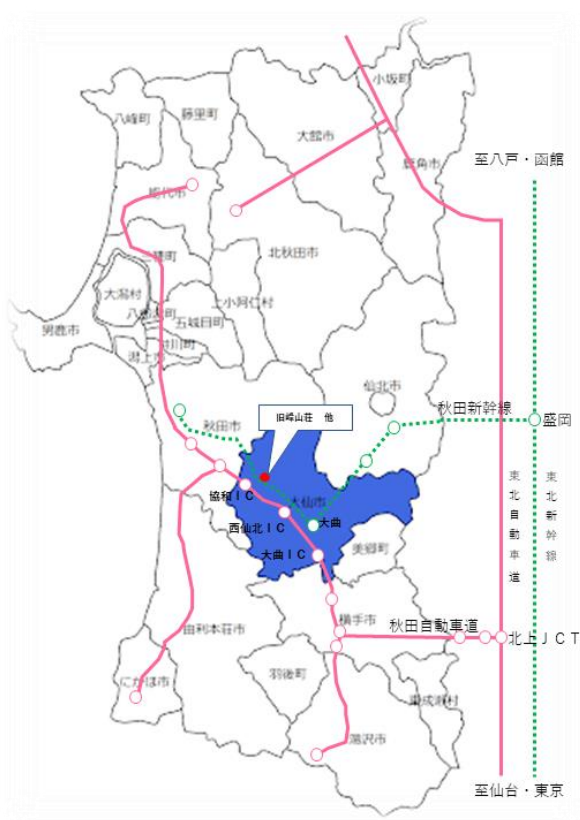 小坂町
八峰町
藤里町
大館市
鹿角市
至八戸・函館
能代市
三種町
北秋田市
大潟村
上小阿仁村
八郎潟町
五城目町
男鹿市
井川町
潟上市
仙北市
秋田新幹線
旧峰山荘 他
盛岡
秋田市
協和IC
大仙市
大曲
西仙北IC
大曲IC
美郷町
東北自動車道
東北新幹線
横手市
秋田自動車道
北上JCT
由利本荘市
羽後町
にかほ市
東成瀬村
湯沢市
至仙台・東京